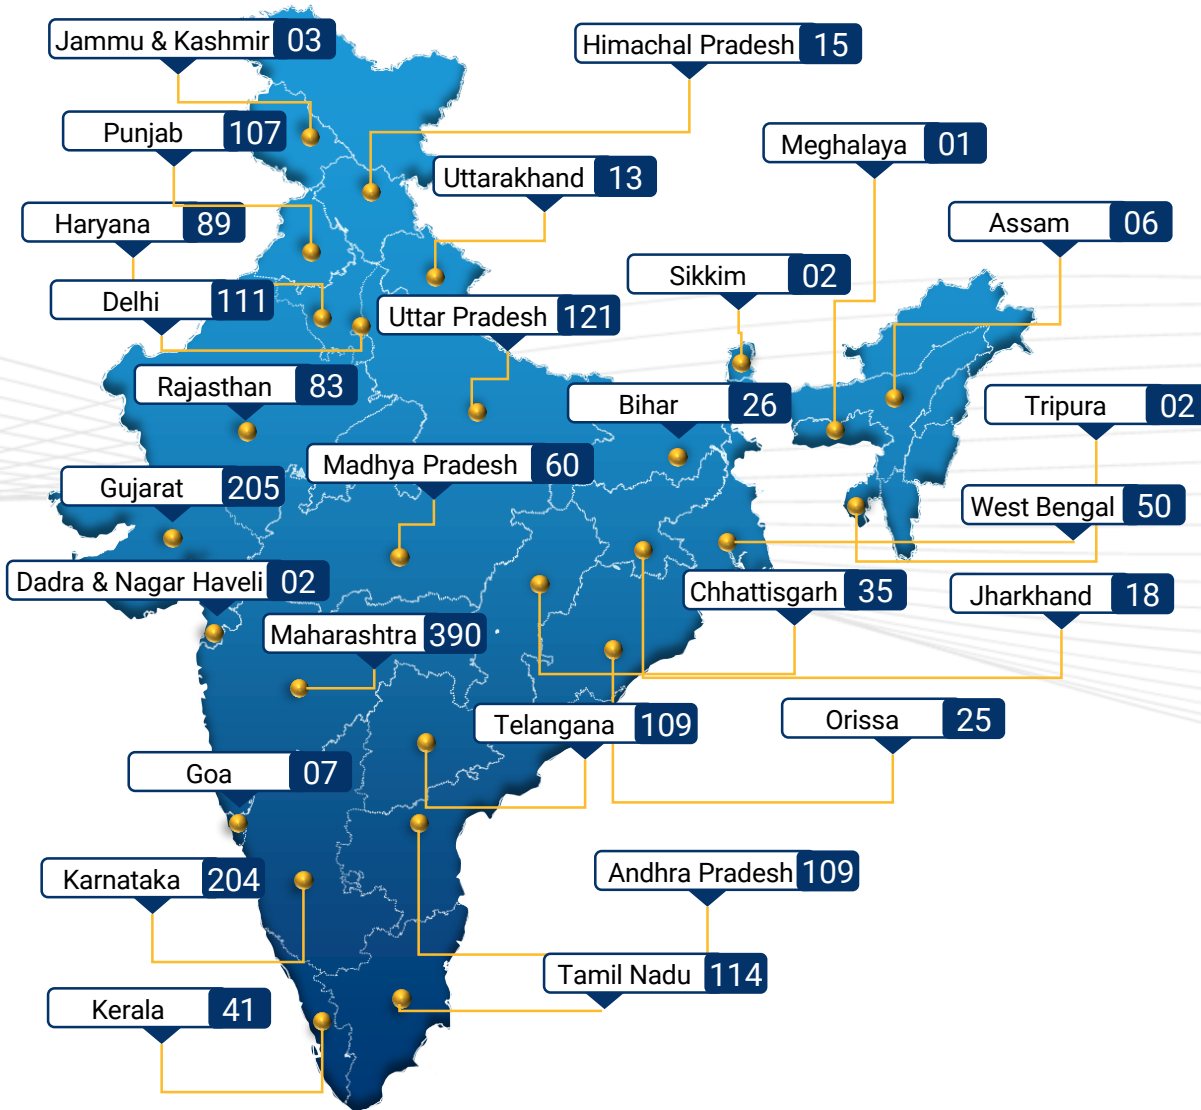 Jammu & Kashmir 03
Himachal Pradesh 15
Punjab 107
Meghalaya 01
Uttarakhand 13
Haryana 89
Assam 06
Sikkim 02
Delhi 111
Uttar Pradesh 121
Rajasthan 83
Bihar 26
Tripura 02
Madhya Pradesh 60
Gujarat 205
West Bengal 50
Dadra & Nagar Haveli 02
Chhattisgarh 35
Jharkhand 18
Maharashtra 390
Telangana 109
Orissa 25
Goa 07
Karnataka 204
Andhra Pradesh 109
Tamil Nadu 114
Kerala 41